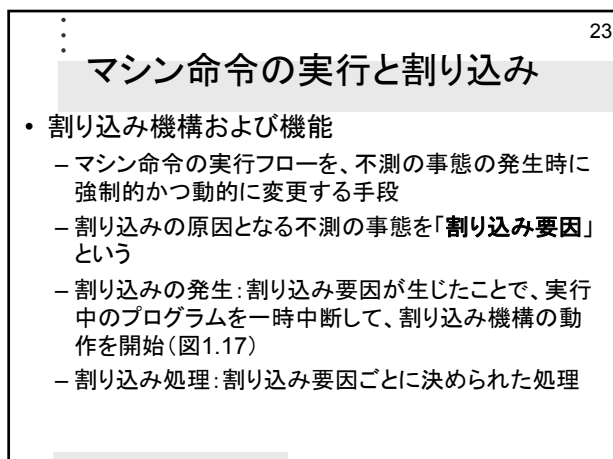 23
マシン命令の実行と割り込み
• 割り込み機構および機能
– マシン命令の実行フローを、不測の事態の発生時に
強制的かつ動的に変更する手段
– 割り込みの原因となる不測の事態を「割り込み要因」
という
– 割り込みの発生：割り込み要因が生じたことで、実行
中のプログラムを一時中断して、割り込み機構の動
作を開始（図1.17）
– 割り込み処理：割り込み要因ごとに決められた処理